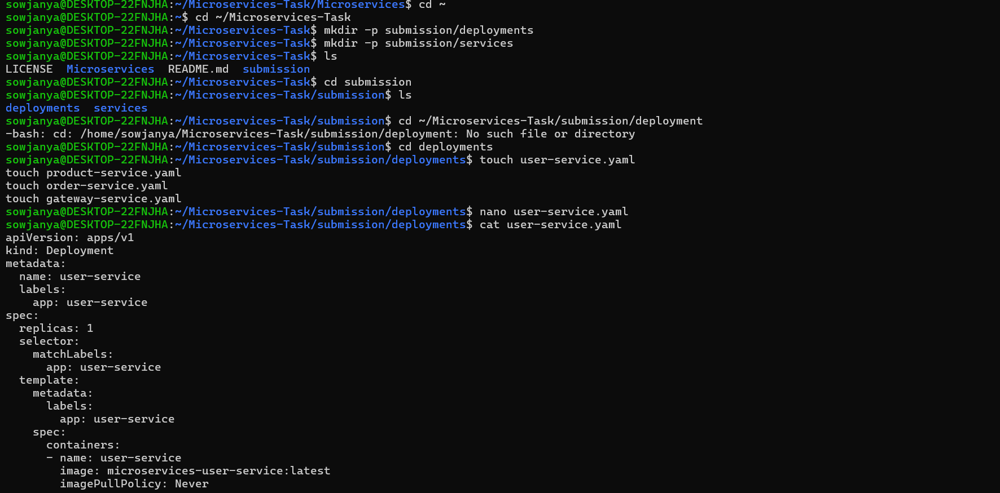 sowjanya@DESKTOP-22FNJHA:~/Microservices-Task/Microservices$ cd ~
sowjanya@DESKTOP-22FNJHA:~$ cd ~/Microservices-Task
sowjanya@DESKTOP-22FNJHA:~/Microservices-Task$ mkdir -p submission/deployments
sowjanya@DESKTOP-22FNJHA:~/Microservices-Task$ mkdir -p submission/services
sowjanya@DESKTOP-22FNJHA:~/Microservices-Task$ ls
LICENSE  Microservices  README.md  submission
sowjanya@DESKTOP-22FNJHA:~/Microservices-Task$ cd submission
sowjanya@DESKTOP-22FNJHA:~/Microservices-Task/submission$ ls
deployments  services
sowjanya@DESKTOP-22FNJHA:~/Microservices-Task/submission$ cd ~/Microservices-Task/submission/deployment
-bash: cd: /home/sowjanya/Microservices-Task/submission/deployment: No such file or directory
sowjanya@DESKTOP-22FNJHA:~/Microservices-Task/submission$ cd deployments
sowjanya@DESKTOP-22FNJHA:~/Microservices-Task/submission/deployments$ touch user-service.yaml
touch product-service.yaml
touch order-service.yaml
touch gateway-service.yaml
sowjanya@DESKTOP-22FNJHA:~/Microservices-Task/submission/deployments$ nano user-service.yaml
sowjanya@DESKTOP-22FNJHA:~/Microservices-Task/submission/deployments$ cat user-service.yaml
apiVersion: apps/v1
kind: Deployment
metadata:
  name: user-service
  labels:
    app: user-service
spec:
  replicas: 1
  selector:
    matchLabels:
      app: user-service
  template:
    metadata:
      labels:
        app: user-service
    spec:
      containers:
      - name: user-service
        image: microservices-user-service:latest
        imagePullPolicy: Never